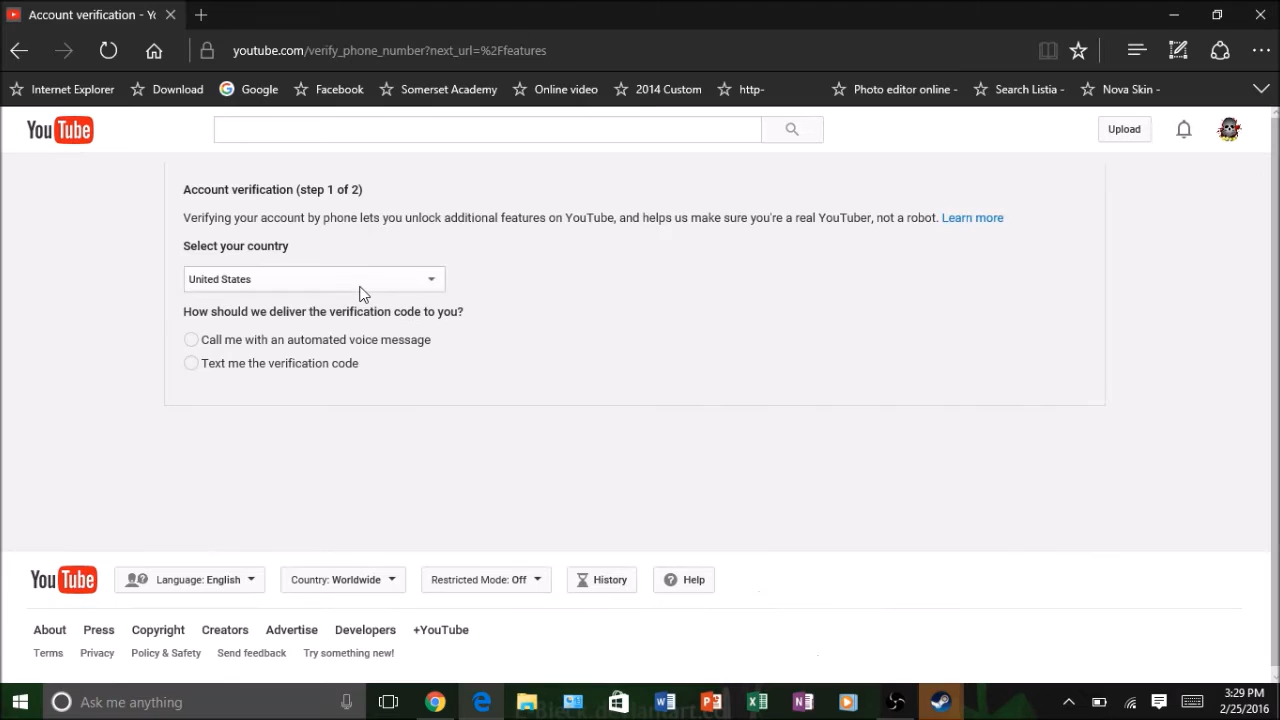 Account verification - Yo
youtube.com/verify_phone_number?next_url=%2Ffeatures
Internet Explorer Download Google Facebook Somerset Academy Online video 2014 Custom http- Photo editor online - Search Listia - Nova Skin -
YouTube Upload
Account verification (step 1 of 2)
Verifying your account by phone lets you unlock additional features on YouTube, and helps us make sure you're a real YouTuber, not a robot. Learn more
Select your country
United States
How should we deliver the verification code to you?
Call me with an automated voice message
Text me the verification code
YouTube Language: English Country: Worldwide Restricted Mode: Off History Help
About Press Copyright Creators Advertise Developers +YouTube
Terms Privacy Policy & Safety Send feedback Try something new!
Ask me anything
3:29 PM
2/25/2016